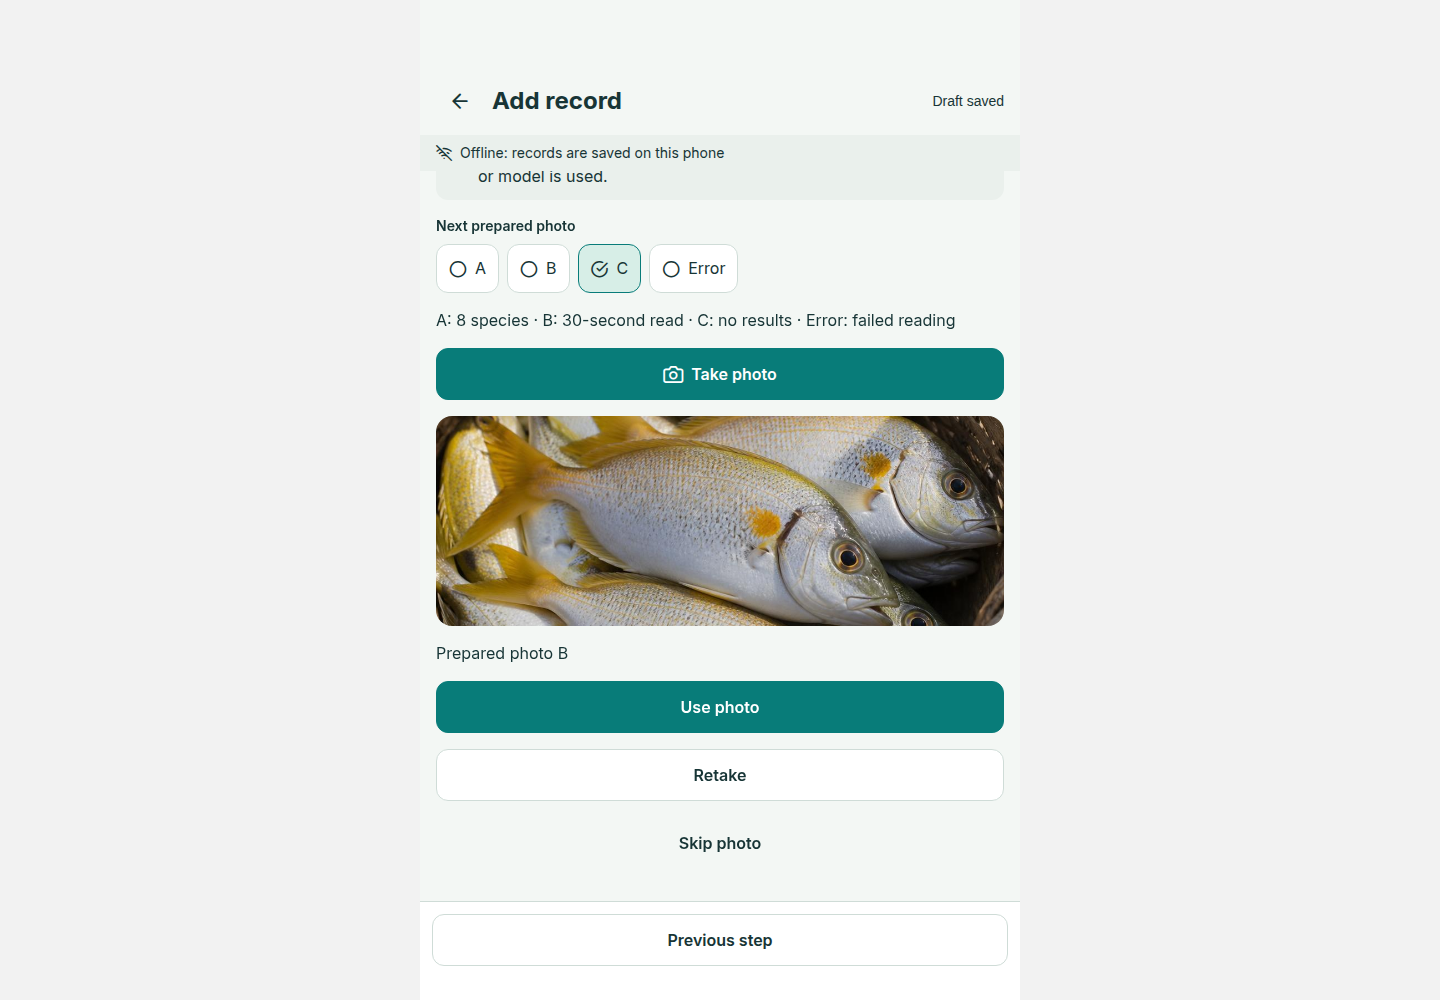 Add record
Draft saved
Offline: records are saved on this phone
or model is used.
Next prepared photo
A
B
C
Error
A: 8 species · B: 30-second read · C: no results · Error: failed reading
Take photo
Prepared photo B
Use photo
Retake
Skip photo
Previous step